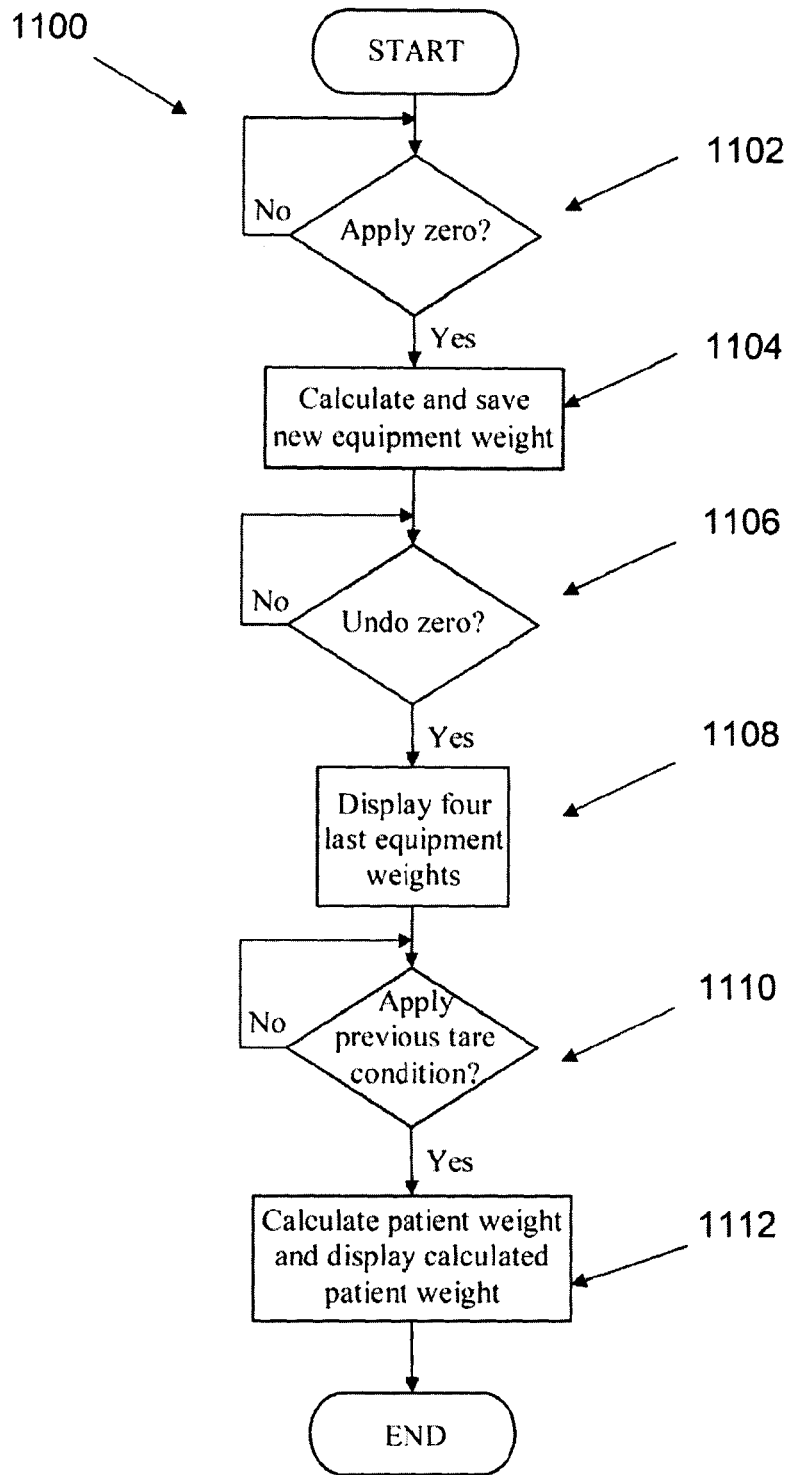 1100
START
1102
No
Apply zero?
Yes
1104
Calculate and save
new equipment weight
1106
No
Undo zero?
Yes
1108
Display four
last equipment
weights
1110
Apply
No
previous tare
condition?
Yes
1112
Calculate patient weight
and display calculated
patient weight
END